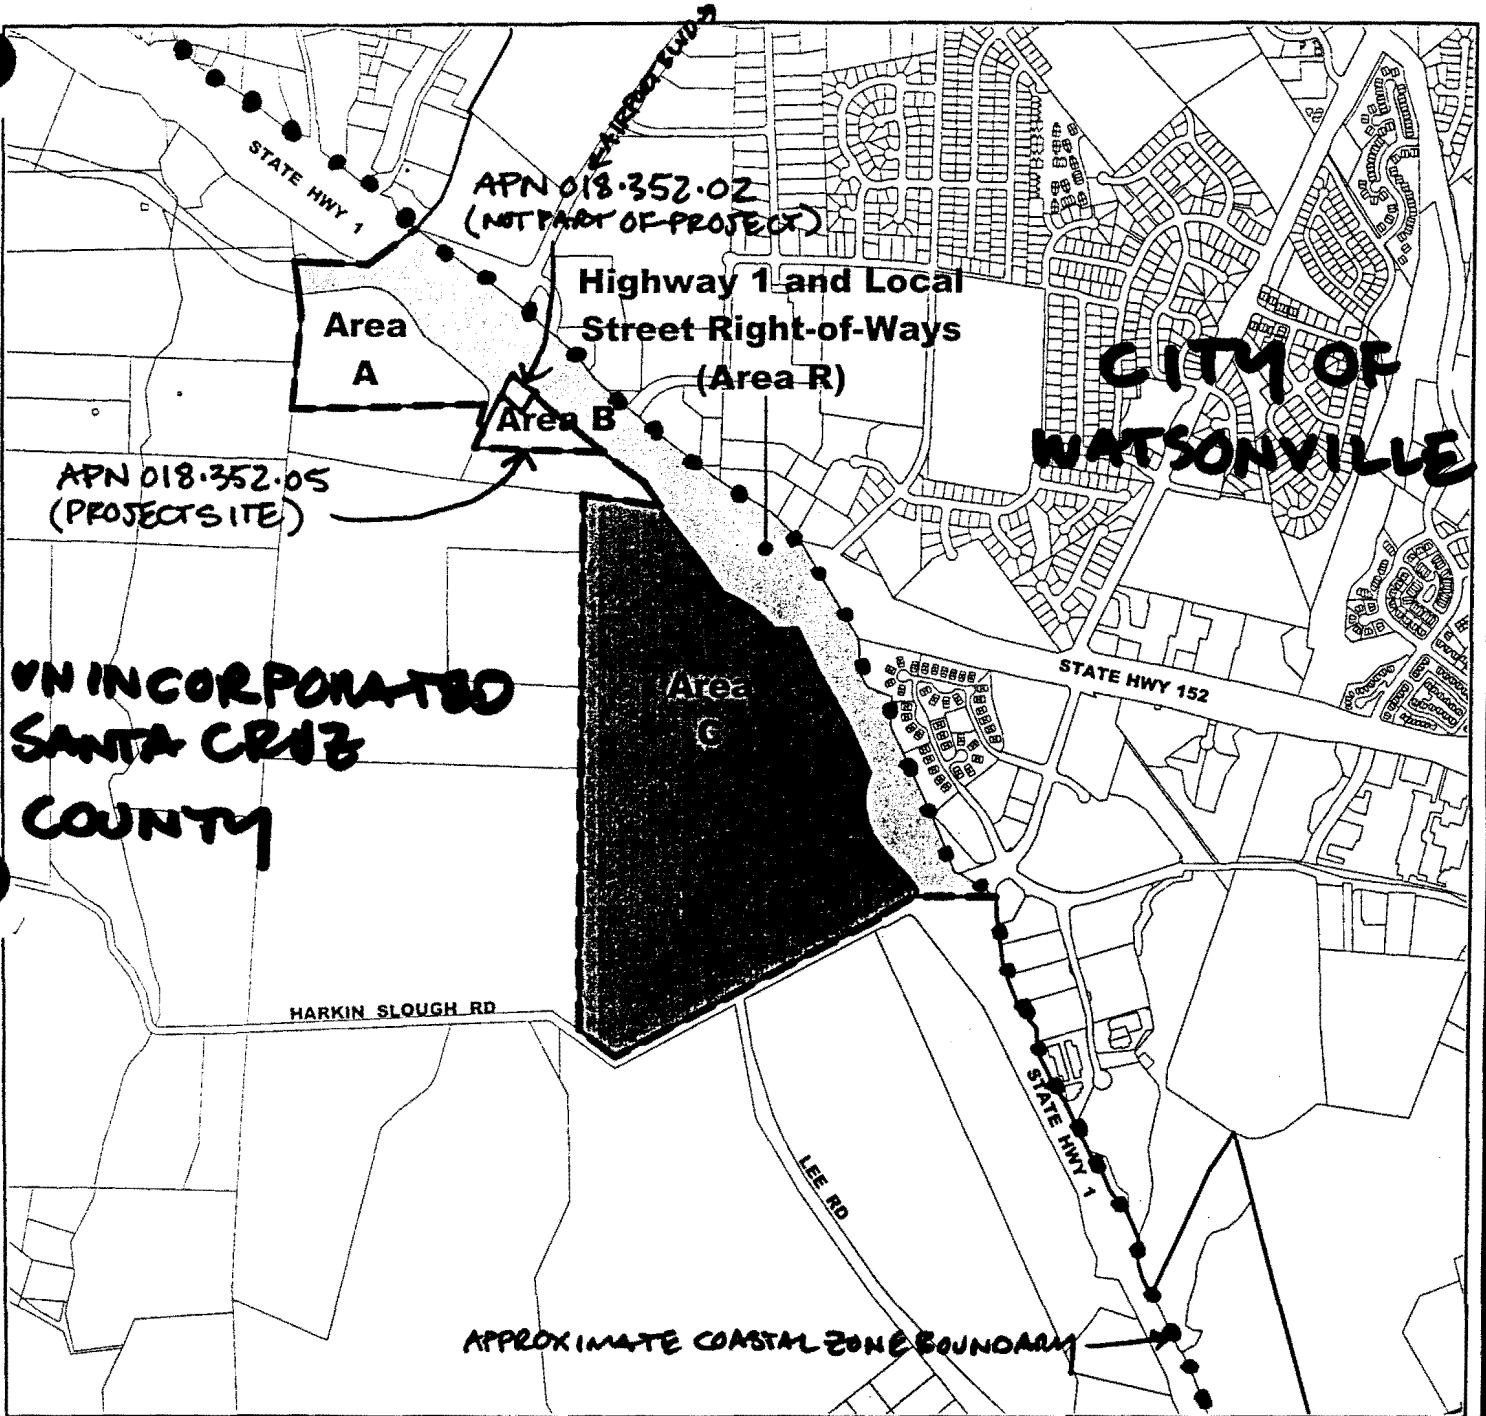 AIRPORT BLVD
STATE HWY 1
APN 018.352.02
(NOT PART OF PROJECT)
Highway 1 and Local
Street Right-of-Ways
(Area R)
Area
A
Area B
CITY OF
WATSONVILLE
APN 018.352.05
(PROJECT SITE)
UNINCORPORATED
SANTA CRUZ
COUNTY
Area
C
STATE HWY 152
HARKIN SLOUGH RD
STATE HWY 1
LEE RD
APPROXIMATE COASTAL ZONE BOUNDARY